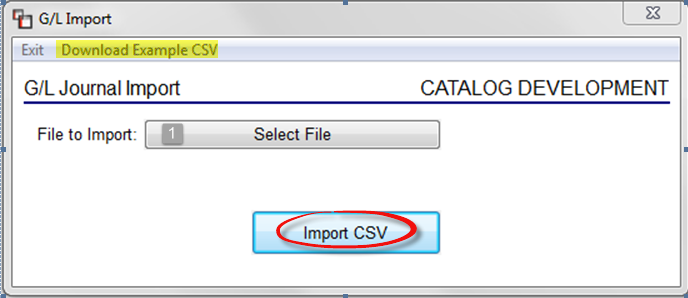 G/L Import
Exit Download Example CSV
G/L Journal Import CATALOG DEVELOPMENT
File to Import: 1 Select File
Import CSV